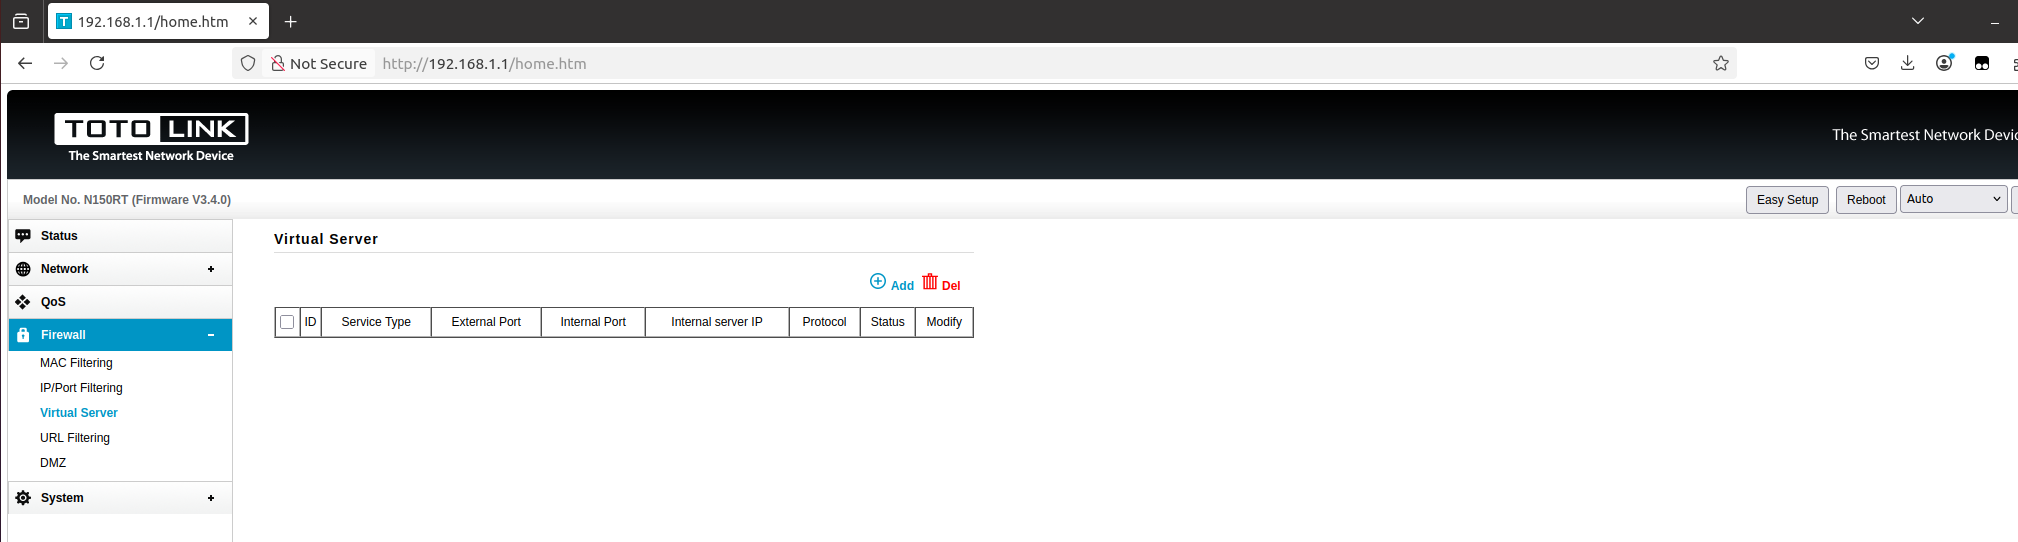 192.168.1.1/home.htm
Not Secure
http://192.168.1.1/home.htm
TOTO LINK
The Smartest Network Device
The Smartest Network Devic
Model No. N150RT (Firmware V3.4.0)
Easy Setup
Reboot
Auto
Status
Network
QoS
Firewall
MAC Filtering
IP/Port Filtering
Virtual Server
URL Filtering
DMZ
System
Virtual Server
Add Del
ID Service Type External Port Internal Port Internal server IP Protocol Status Modify